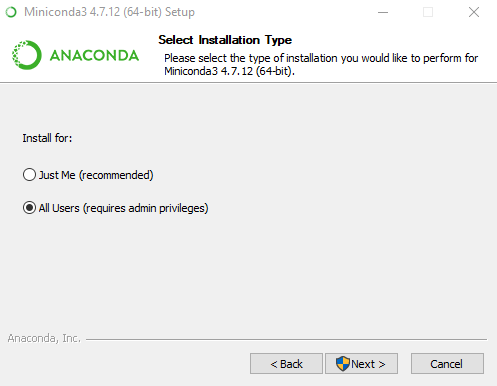 Miniconda3 4.7.12 (64-bit) Setup
ANACONDA
Select Installation Type
Please select the type of installation you would like to perform for
Miniconda3 4.7.12 (64-bit).
Install for:
Just Me (recommended)
All Users (requires admin privileges)
Anaconda, Inc.
< Back
Next >
Cancel